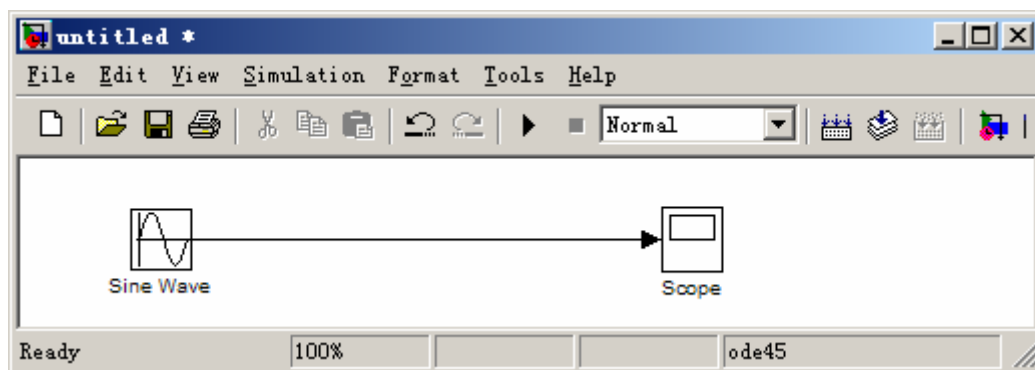 untitled *
File Edit View Simulation Format Tools Help
Normal
Sine Wave
Scope
Ready 100% ode45